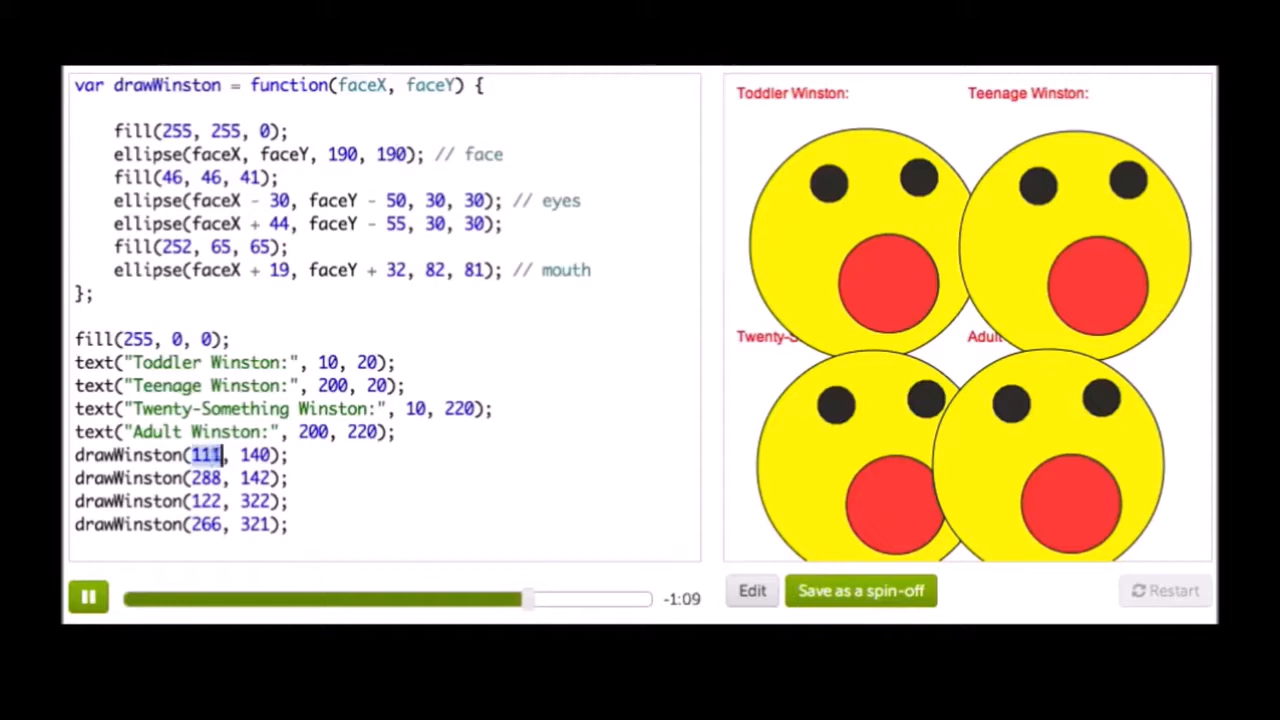 var drawWinston = function(faceX, faceY) {
fill(255, 255, 0);
ellipse(faceX, faceY, 190, 190); // face
fill(46, 46, 41);
ellipse(faceX - 30, faceY - 50, 30, 30); // eyes
ellipse(faceX + 44, faceY - 55, 30, 30);
fill(252, 65, 65);
ellipse(faceX + 19, faceY + 32, 82, 81); // mouth
};
fill(255, 0, 0);
text("Toddler Winston:", 10, 20);
text("Teenage Winston:", 200, 20);
text("Twenty-Something Winston:", 10, 220);
text("Adult Winston:", 200, 220);
drawWinston(111, 140);
drawWinston(288, 142);
drawWinston(122, 322);
drawWinston(266, 321);
-1:09
Toddler Winston:
Teenage Winston:
Twenty-S
Adult
Edit
Save as a spin-off
Restart